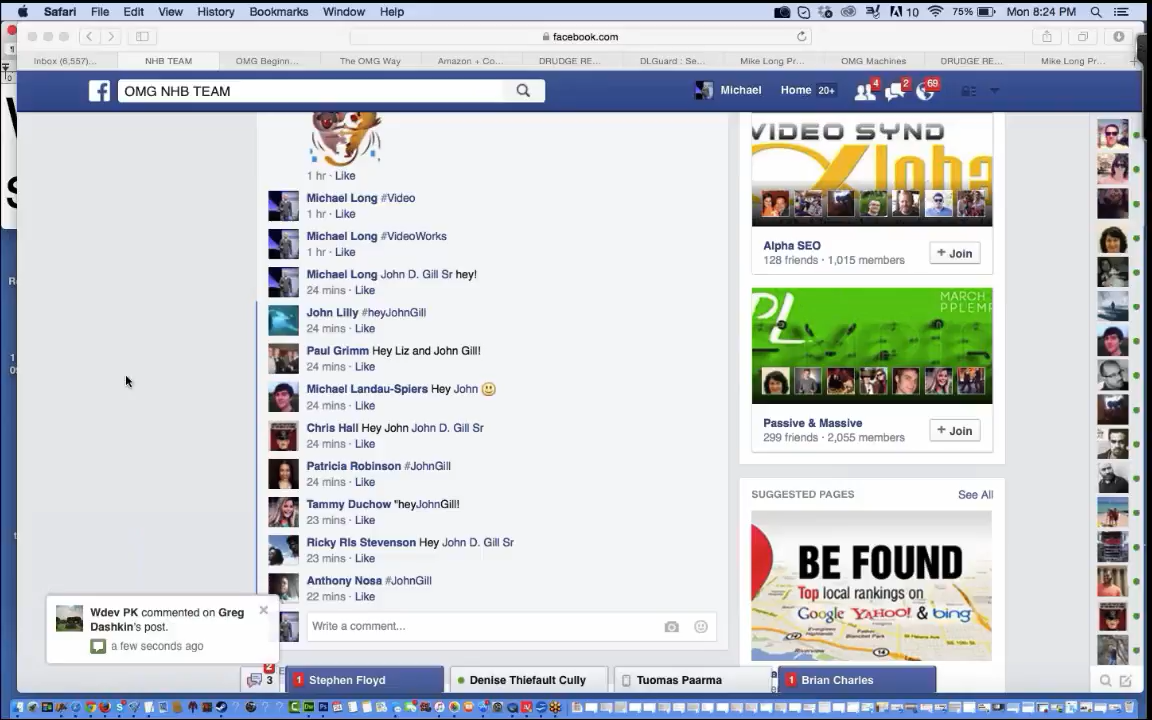 Safari File Edit View History Bookmarks Window Help 10 75% Mon 8:24 PM
facebook.com
Inbox (6,557)... NHB TEAM OMG Beginn... The OMG Way Amazon + Co... DRUDGE RE... DLGuard : Se... Mike Long Pr... OMG Machines DRUDGE RE... Mike Long Pr...
OMG NHB TEAM Michael Home 20+ 4 2 69
1 hr · Like
Michael Long #Video
1 hr · Like
Michael Long #VideoWorks
1 hr · Like
Michael Long John D. Gill Sr hey!
24 mins · Like
John Lilly #heyJohnGill
24 mins · Like
Paul Grimm Hey Liz and John Gill!
24 mins · Like
Michael Landau-Spiers Hey John
24 mins · Like
Chris Hall Hey John John D. Gill Sr
24 mins · Like
Patricia Robinson #JohnGill
24 mins · Like
Tammy Duchow "heyJohnGill!
23 mins · Like
Ricky Rls Stevenson Hey John D. Gill Sr
23 mins · Like
Anthony Nosa #JohnGill
22 mins · Like
Write a comment...
VIDEO SYND
Alpha
Alpha SEO
128 friends · 1,015 members
+ Join
MARCH
Passive & Massive
299 friends · 2,055 members
+ Join
SUGGESTED PAGES See All
BE FOUND
Top local rankings on
Google YAHOO! & bing
Wdev PK commented on Greg
Dashkin's post.
a few seconds ago
3 1 Stephen Floyd Denise Thiefault Cully Tuomas Paarma 1 Brian Charles